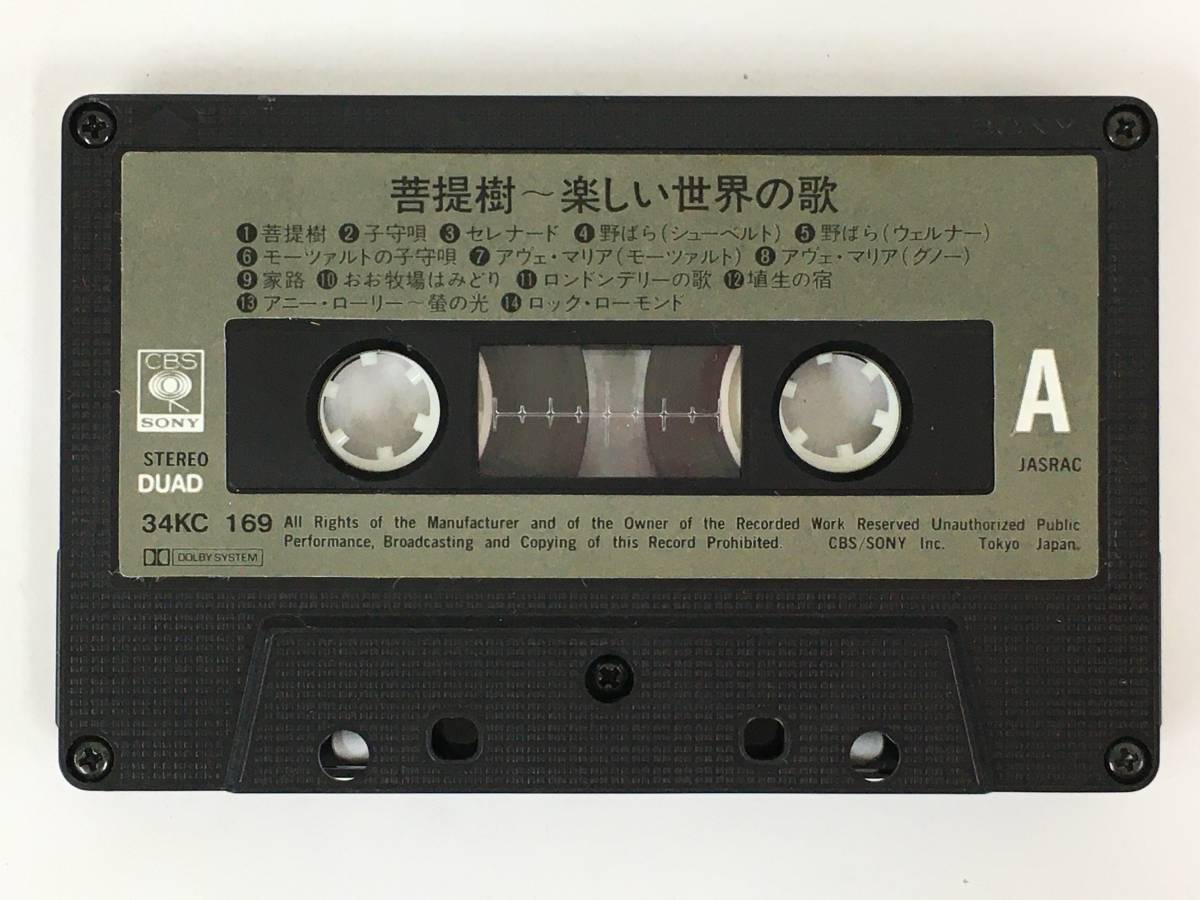 SONY
菩提樹～楽しい世界の歌
❶菩提樹 ❷子守唄 ❸セレナード ❹野ばら(シューベルト) ❺野ばら(ウェルナー)
❻モーツァルトの子守唄 ❼アヴェ・マリア(モーツァルト) ❽アヴェ・マリア(グノー)
❾家路 ❿おお牧場はみどり ⓫ロンドンデリーの歌 ⓬埴生の宿
⓭アニー・ローリー～螢の光 ⓮ロック・ローモンド
CBS
SONY
A
STEREO
DUAD
JASRAC
34KC 169
All Rights of the Manufacturer and of the Owner of the Recorded Work Reserved Unauthorized Public
Performance, Broadcasting and Copying of this Record Prohibited. CBS/SONY Inc. Tokyo Japan.
DOLBY SYSTEM